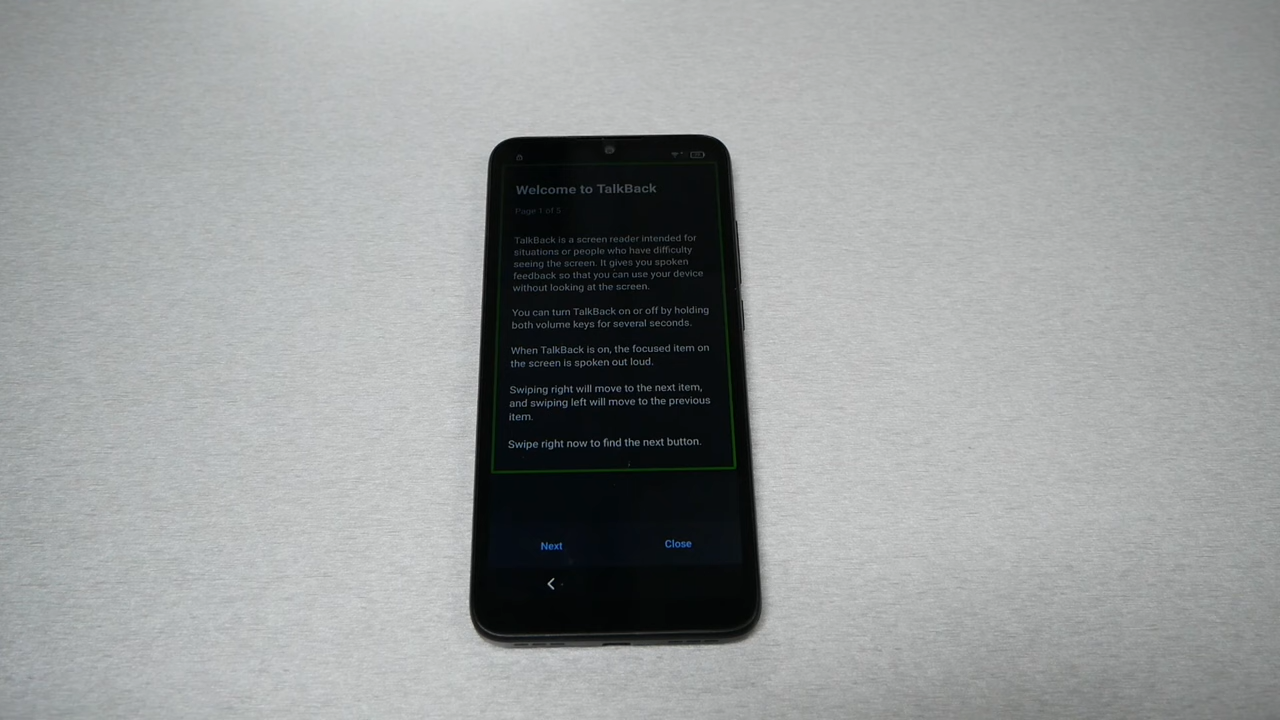 Welcome to TalkBack
Page 1 of 5
TalkBack is a screen reader intended for
situations or people who have difficulty
seeing the screen. It gives you spoken
feedback so that you can use your device
without looking at the screen.
You can turn TalkBack on or off by holding
both volume keys for several seconds.
When TalkBack is on, the focused item on
the screen is spoken out loud.
Swiping right will move to the next item,
and swiping left will move to the previous
item.
Swipe right now to find the next button.
Next
Close